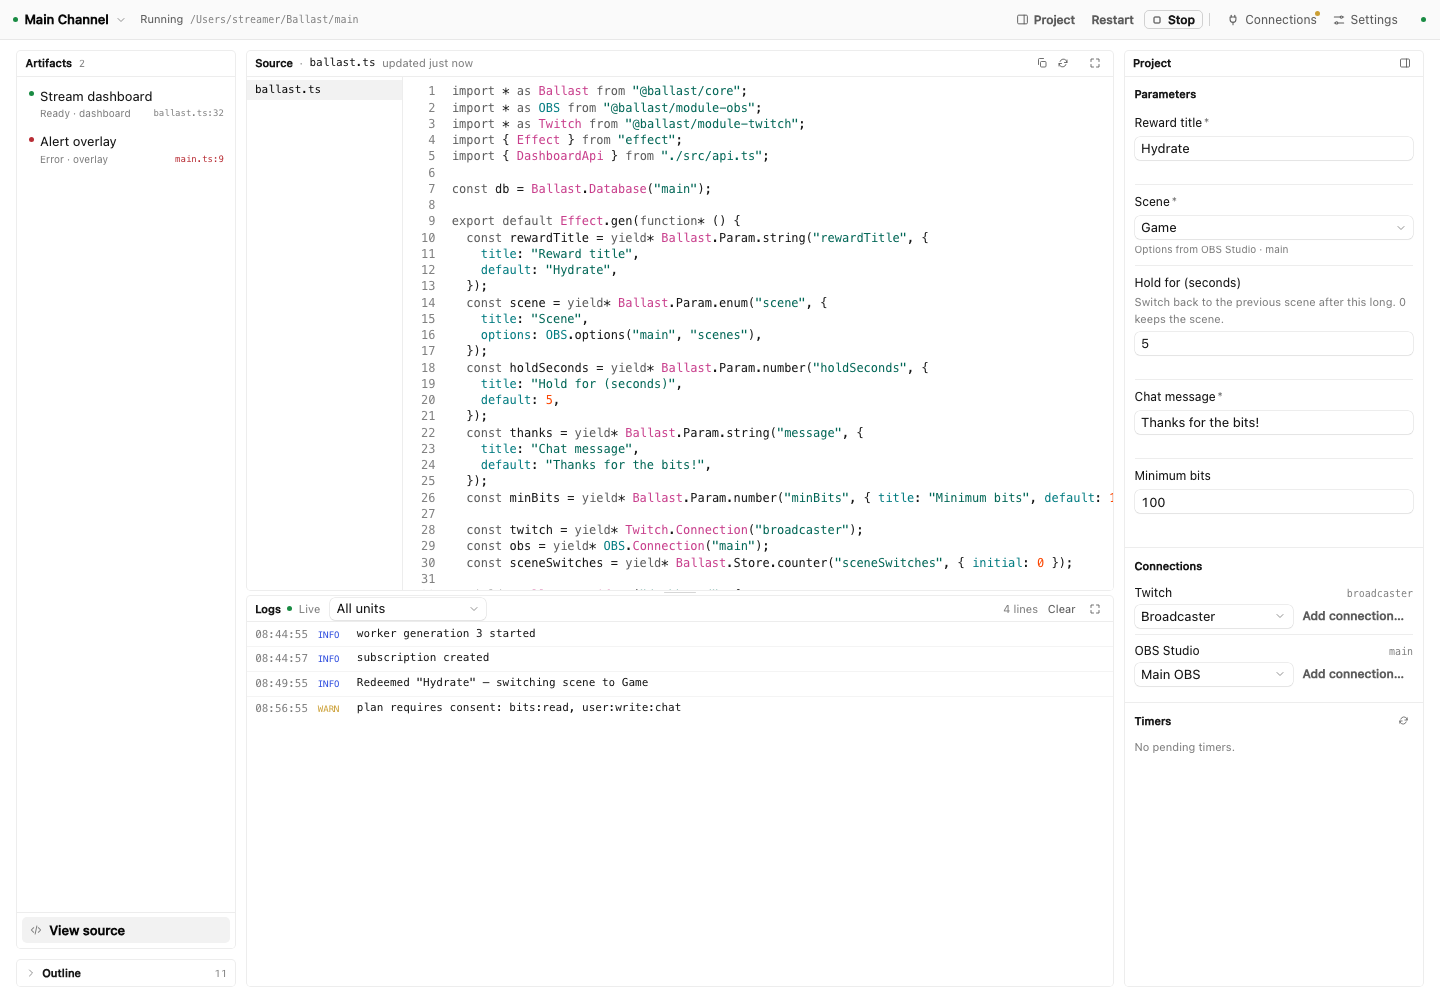 Main Channel
Running /Users/streamer/Ballast/main
Project
Restart
Stop
Connections
Settings
Artifacts 2
Stream dashboard
Ready · dashboard ballast.ts:32
Alert overlay
Error · overlay main.ts:9
View source
Outline 11
Source · ballast.ts updated just now
ballast.ts
1 import * as Ballast from "@ballast/core";
2 import * as OBS from "@ballast/module-obs";
3 import * as Twitch from "@ballast/module-twitch";
4 import { Effect } from "effect";
5 import { DashboardApi } from "./src/api.ts";
6
7 const db = Ballast.Database("main");
8
9 export default Effect.gen(function* () {
10 const rewardTitle = yield* Ballast.Param.string("rewardTitle", {
11 title: "Reward title",
12 default: "Hydrate",
13 });
14 const scene = yield* Ballast.Param.enum("scene", {
15 title: "Scene",
16 options: OBS.options("main", "scenes"),
17 });
18 const holdSeconds = yield* Ballast.Param.number("holdSeconds", {
19 title: "Hold for (seconds)",
20 default: 5,
21 });
22 const thanks = yield* Ballast.Param.string("message", {
23 title: "Chat message",
24 default: "Thanks for the bits!",
25 });
26 const minBits = yield* Ballast.Param.number("minBits", { title: "Minimum bits", default:
27
28 const twitch = yield* Twitch.Connection("broadcaster");
29 const obs = yield* OBS.Connection("main");
30 const sceneSwitches = yield* Ballast.Store.counter("sceneSwitches", { initial: 0 });
31
Logs Live All units 4 lines Clear
08:44:55 INFO worker generation 3 started
08:44:57 INFO subscription created
08:49:55 INFO Redeemed "Hydrate" — switching scene to Game
08:56:55 WARN plan requires consent: bits:read, user:write:chat
Project
Parameters
Reward title*
Hydrate
Scene*
Game
Options from OBS Studio · main
Hold for (seconds)
Switch back to the previous scene after this long. 0
keeps the scene.
5
Chat message*
Thanks for the bits!
Minimum bits
100
Connections
Twitch broadcaster
Broadcaster Add connection...
OBS Studio main
Main OBS Add connection...
Timers
No pending timers.